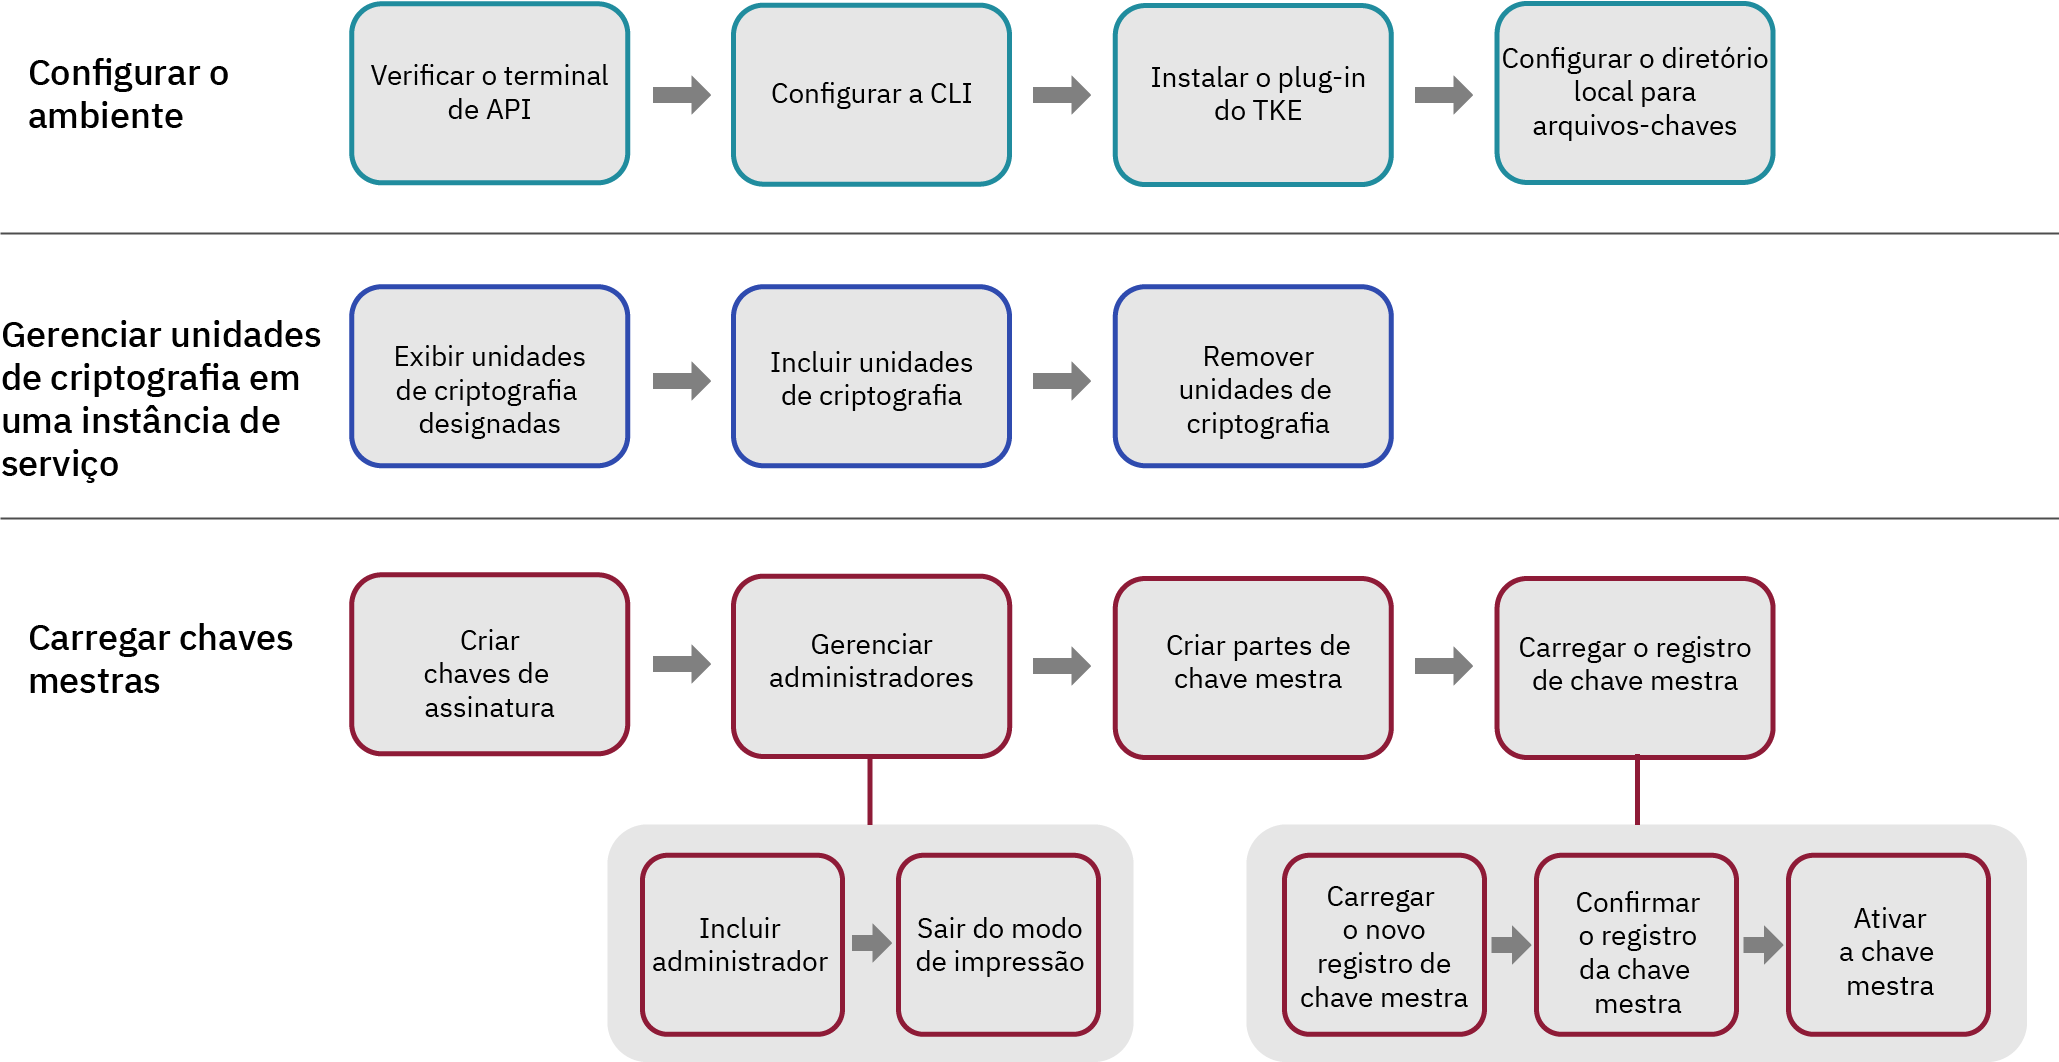 Configurar o
ambiente
Verificar o terminal
de API
Configurar a CLI
Instalar o plug-in
do TKE
Configurar o diretório
local para
arquivos-chaves
Gerenciar unidades
de criptografia em
uma instância de
serviço
Exibir unidades
de criptografia
designadas
Incluir unidades
de criptografia
Remover
unidades de
criptografia
Carregar chaves
mestras
Criar
chaves de
assinatura
Gerenciar
administradores
Criar partes de
chave mestra
Carregar o registro
de chave mestra
Incluir
administrador
Sair do modo
de impressão
Carregar
o novo
registro de
chave mestra
Confirmar
o registro
da chave
mestra
Ativar
a chave
mestra